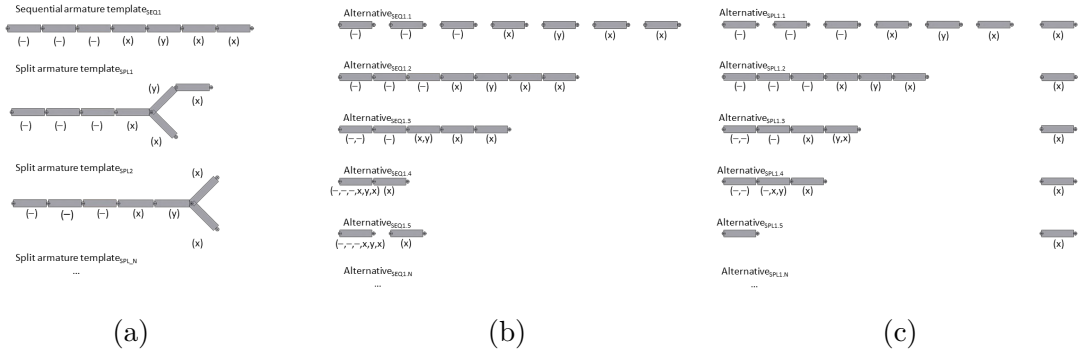 Sequential armature template_SEQ1
(−) (−) (−) (x) (y) (x) (x)
Split armature template_SPL1
(y)
(x)
(−) (−) (−) (x)
(x)
Split armature template_SPL2
(x)
(−) (−) (−) (x) (y)
(x)
Split armature template_SPL_N
...
(a)
Alternative_SEQ1.1
(−) (−) (−) (x) (y) (x) (x)
Alternative_SEQ1.2
(−) (−) (−) (x) (y) (x) (x)
Alternative_SEQ1.3
(−,−) (−) (x,y) (x) (x)
Alternative_SEQ1.4
(−,−,−,x,y,x) (x)
Alternative_SEQ1.5
(−,−,−,x,y,x) (x)
Alternative_SEQ1.N
...
(b)
Alternative_SPL1.1
(−) (−) (−) (x) (y) (x) (x)
Alternative_SPL1.2
(−) (−) (−) (x) (y) (x) (x)
Alternative_SPL1.3
(−,−) (−) (x) (y,x) (x)
Alternative_SPL1.4
(−,−) (−,x,y) (x) (x)
Alternative_SPL1.5
(x)
Alternative_SPL1.N
...
(c)